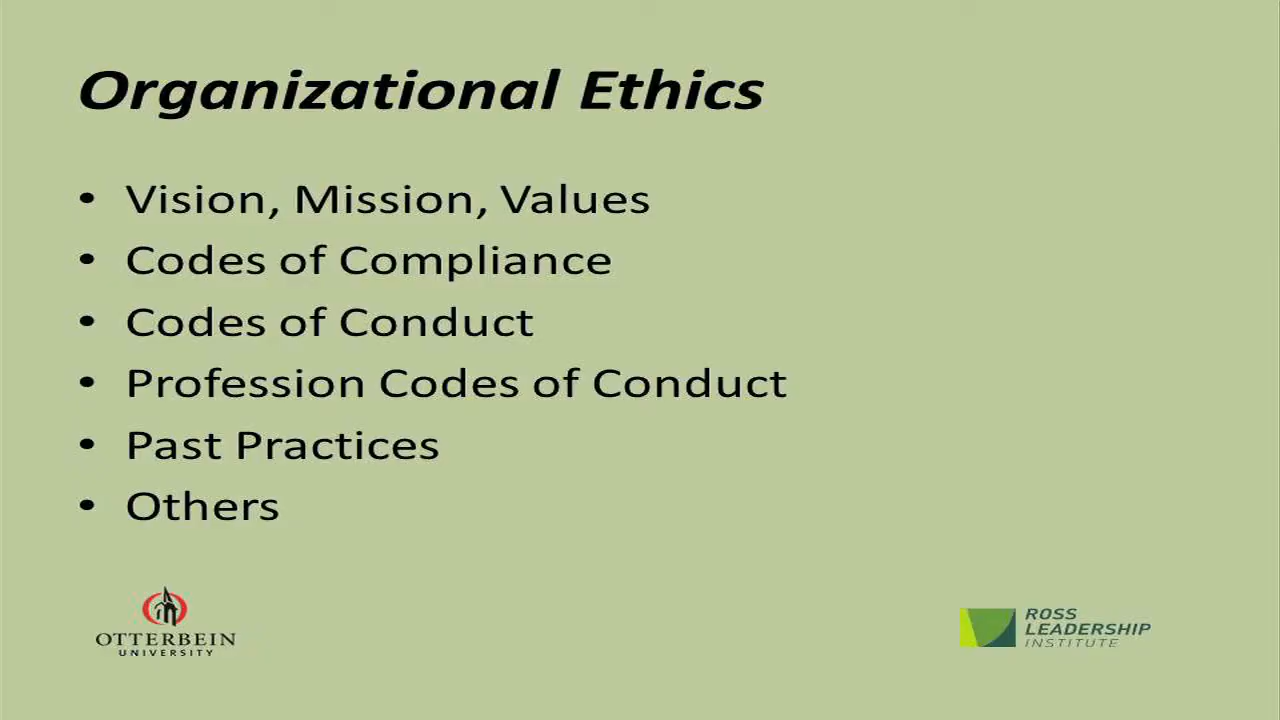 Organizational Ethics
• Vision, Mission, Values
• Codes of Compliance
• Codes of Conduct
• Profession Codes of Conduct
• Past Practices
• Others
OTTERBEIN
UNIVERSITY
ROSS
LEADERSHIP
INSTITUTE